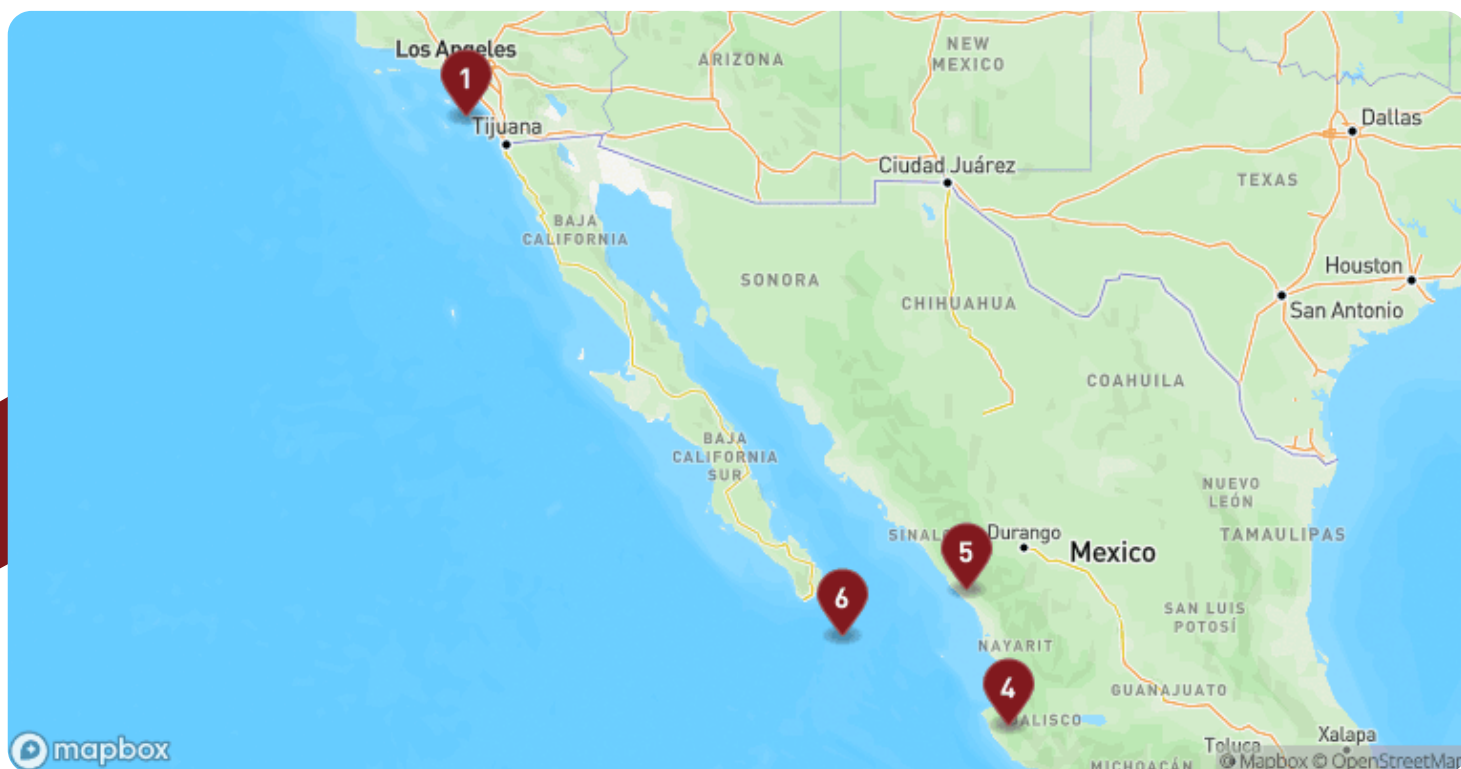 Los Angeles
1
Tijuana
ARIZONA
NEW
MEXICO
Dallas
Ciudad Juárez
TEXAS
BAJA
CALIFORNIA
SONORA
CHIHUAHUA
Houston
San Antonio
COAHUILA
BAJA
CALIFORNIA
SUR
NUEVO
LEÓN
TAMAULIPAS
Durango
5
Mexico
6
SAN LUIS
POTOSÍ
NAYARIT
4
GUANAJUATO
Toluca
Xalapa
mapbox
© Mapbox © OpenStreetMap